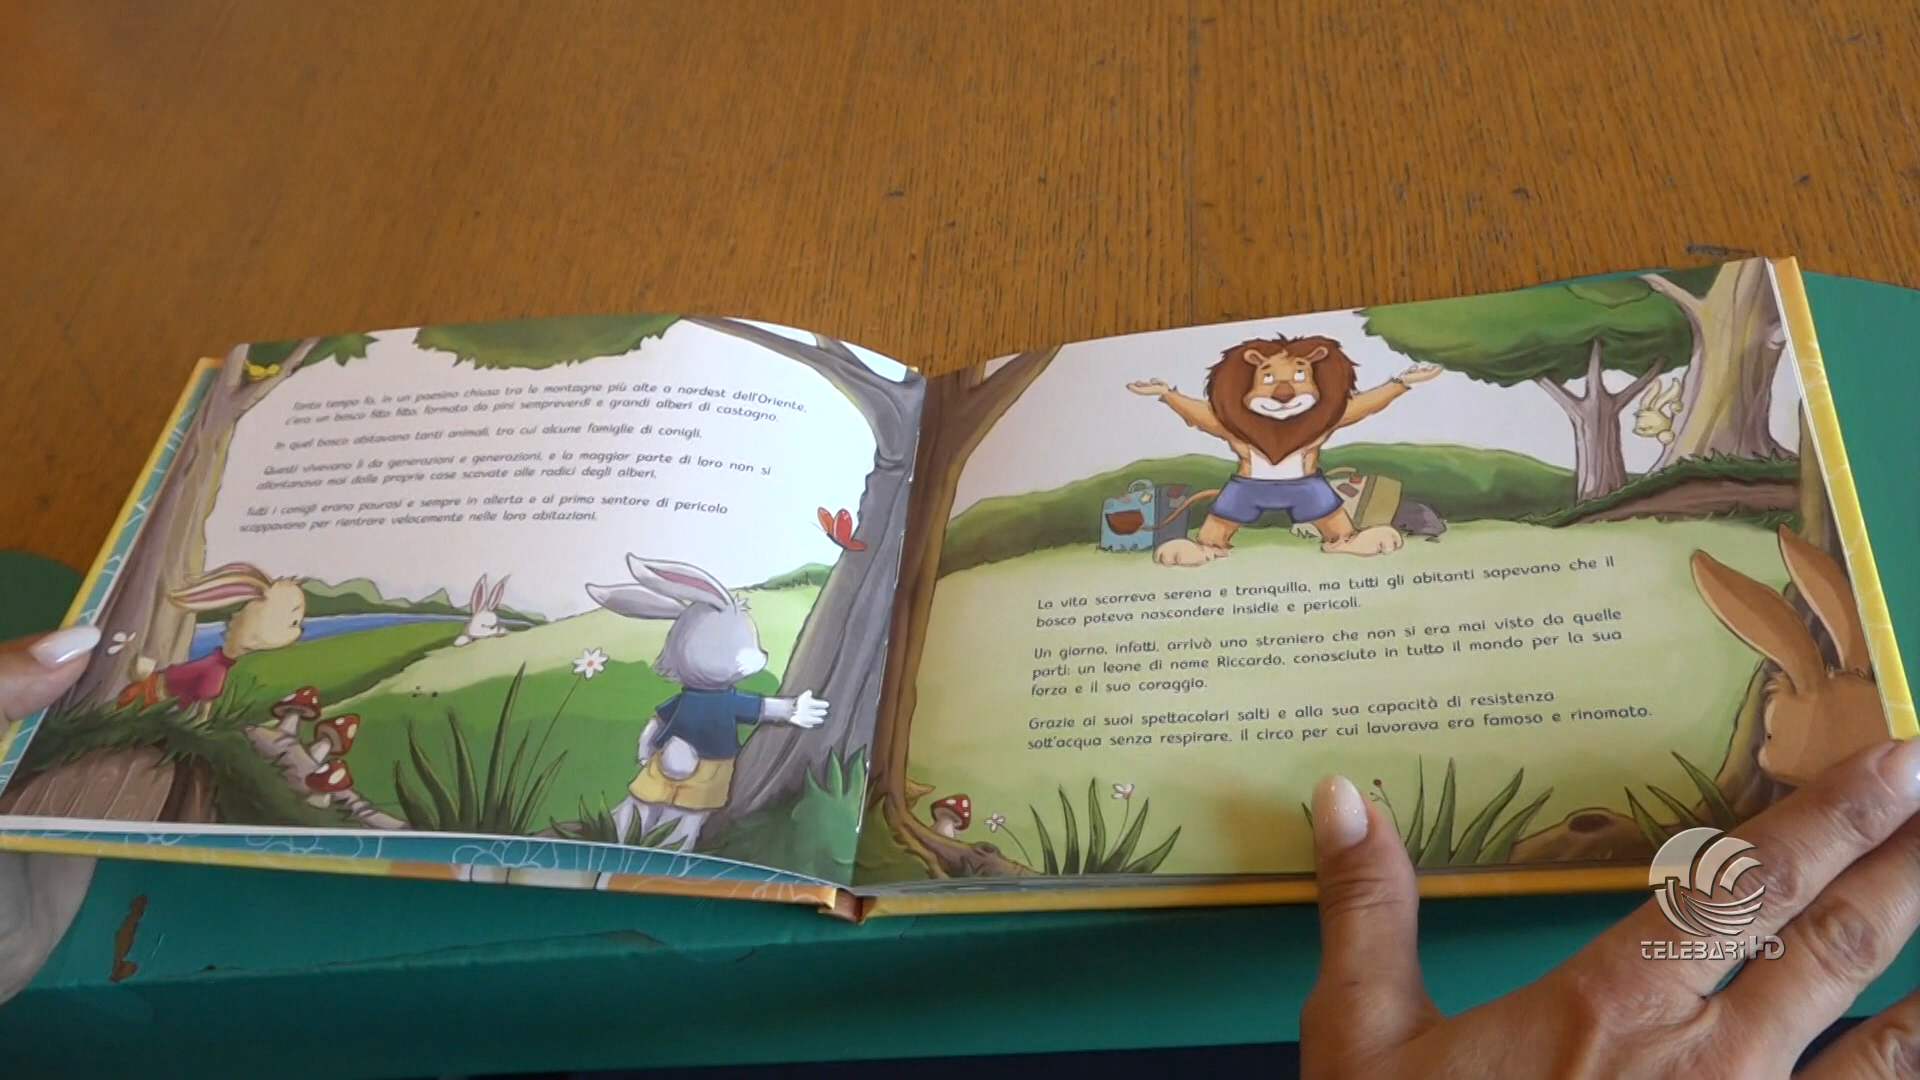 Tanto tempo fa, in un paesino chiuso tra le montagne più alte a nordest dell'Oriente,
c'era un bosco fitto fitto, formato da pini sempreverdi e grandi alberi di castagno.
In quel bosco abitavano tanti animali, tra cui alcune famiglie di conigli.
Questi vivevano lì da generazioni e generazioni, e la maggior parte di loro non si
allontanava mai dalle proprie case scavate alle radici degli alberi.
Tutti i conigli erano paurosi e sempre in allerta e al primo sentore di pericolo
scappavano per rientrare velocemente nelle loro abitazioni.
La vita scorreva serena e tranquilla, ma tutti gli abitanti sapevano che il
bosco poteva nascondere insidie e pericoli.
Un giorno, infatti, arrivò uno straniero che non si era mai visto da quelle
parti: un leone di nome Riccardo, conosciuto in tutto il mondo per la sua
forza e il suo coraggio.
Grazie ai suoi spettacolari salti e alla sua capacità di resistenza
sott'acqua senza respirare, il circo per cui lavorava era famoso e rinomato.
TELEBARI HD